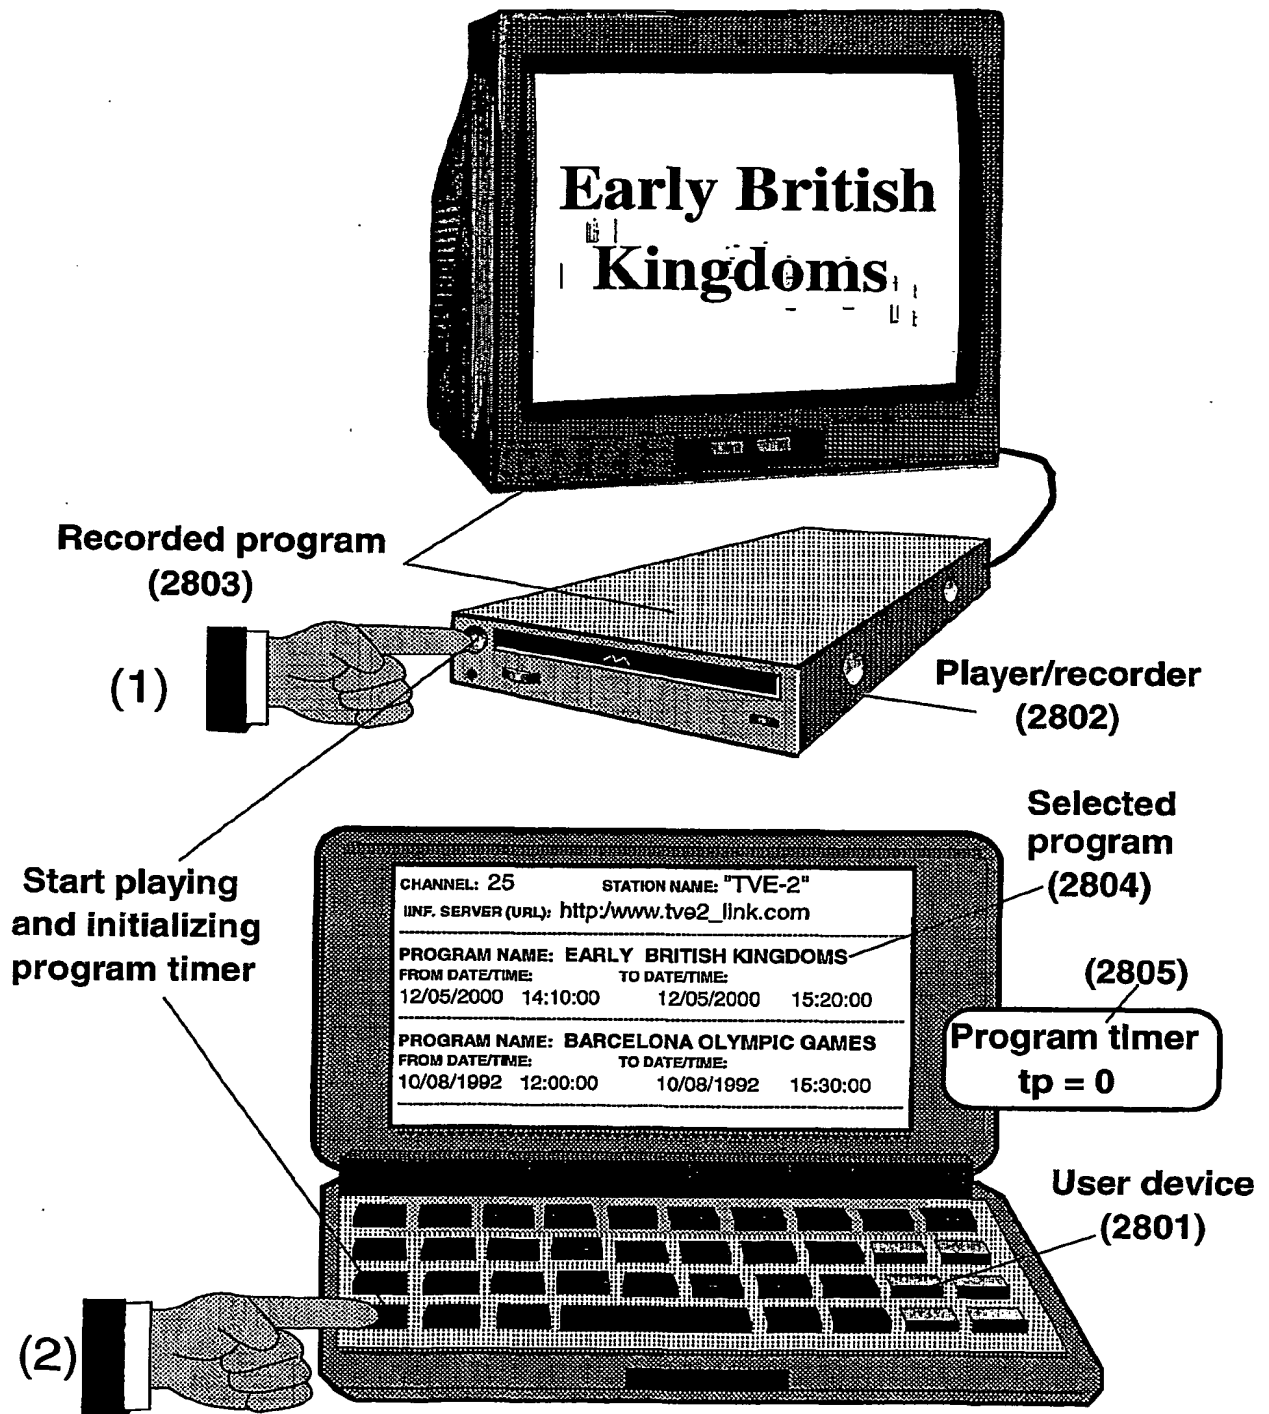 Early British
Kingdoms
Recorded program
(2803)
(1)
Player/recorder
(2802)
Selected
program
(2804)
Start playing
and initializing
program timer
CHANNEL: 25 STATION NAME: "TVE-2"
IINF. SERVER (URL): http:/www.tve2_link.com
PROGRAM NAME: EARLY BRITISH KINGDOMS
FROM DATE/TIME: TO DATE/TIME:
12/05/2000 14:10:00 12/05/2000 15:20:00
PROGRAM NAME: BARCELONA OLYMPIC GAMES
FROM DATE/TIME: TO DATE/TIME:
10/08/1992 12:00:00 10/08/1992 15:30:00
(2805)
Program timer
tp = 0
User device
(2801)
(2)